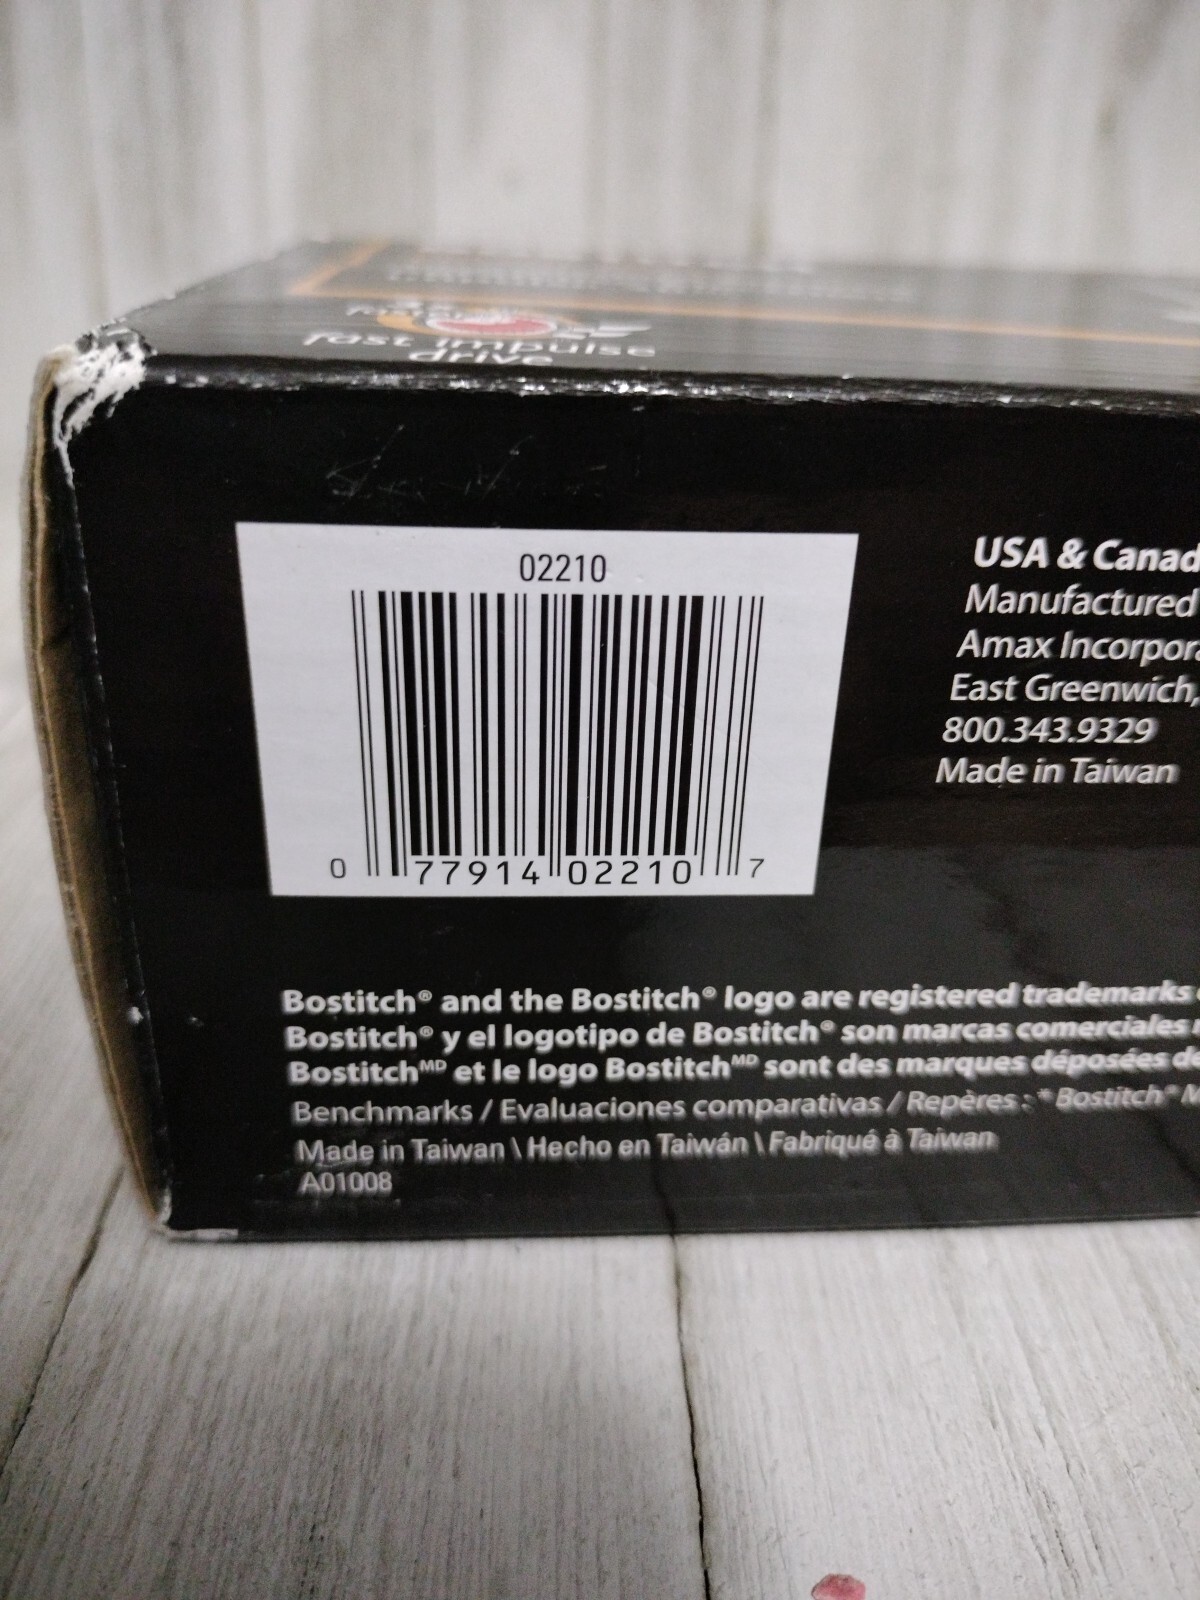 fast impulse
drive
02210
0 77914 02210 7
USA & Canad
Manufactured
Amax Incorpora
East Greenwich,
800.343.9329
Made in Taiwan
Bostitch® and the Bostitch® logo are registered trademarks
Bostitch® y el logotipo de Bostitch® son marcas comerciales
Bostitchᴹᴰ et le logo Bostitchᴹᴰ sont des marques déposées de
Benchmarks / Evaluaciones comparativas / Repères : * Bostitch® M
Made in Taiwan \ Hecho en Taiwán \ Fabriqué à Taiwan
A01008